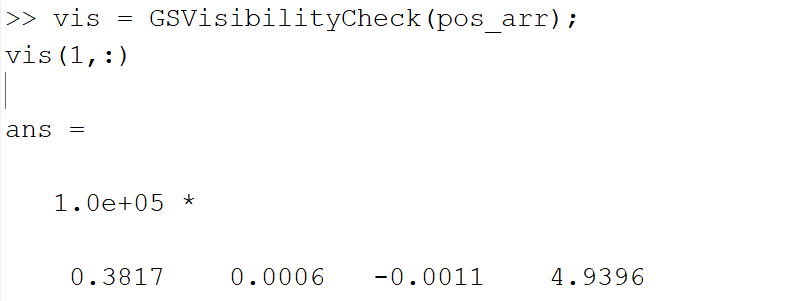 >> vis = GSVisibilityCheck(pos_arr);
vis(1,:)
ans =
1.0e+05 *
0.3817 0.0006 -0.0011 4.9396